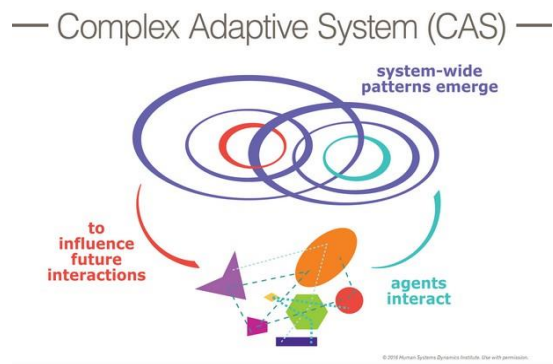 Complex Adaptive System (CAS)
system-wide
patterns emerge
to
influence
future
interactions
agents
interact
© 2016 Human Systems Dynamics Institute. Use with permission.